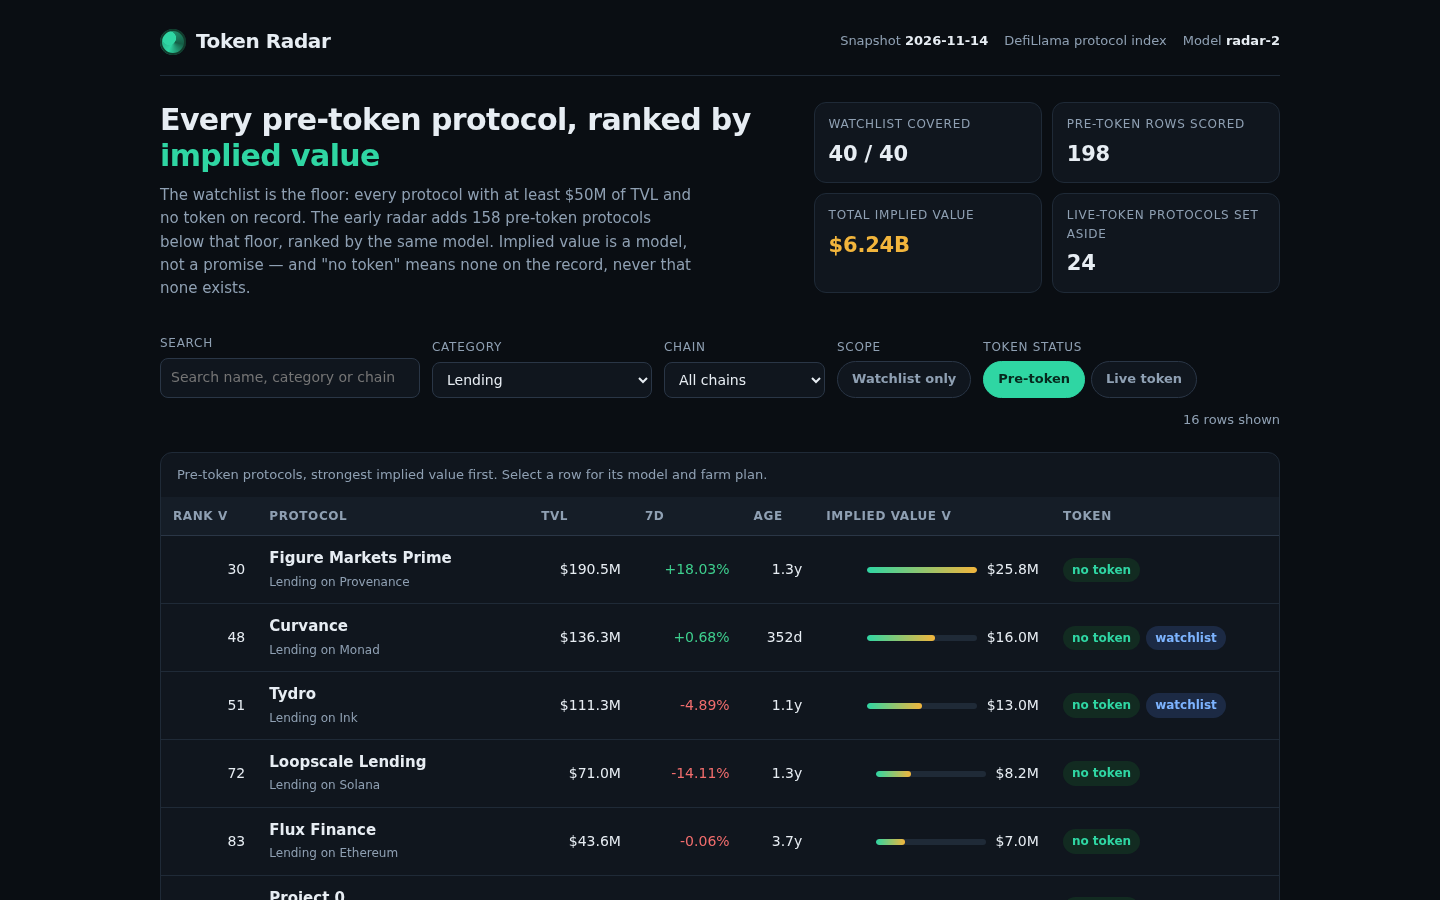 Token Radar
Snapshot 2026-11-14 DefiLlama protocol index Model radar-2
Every pre-token protocol, ranked by
implied value
The watchlist is the floor: every protocol with at least $50M of TVL and
no token on record. The early radar adds 158 pre-token protocols
below that floor, ranked by the same model. Implied value is a model,
not a promise — and "no token" means none on the record, never that
none exists.
WATCHLIST COVERED
40 / 40
PRE-TOKEN ROWS SCORED
198
TOTAL IMPLIED VALUE
$6.24B
LIVE-TOKEN PROTOCOLS SET
ASIDE
24
SEARCH
Search name, category or chain
CATEGORY
Lending
CHAIN
All chains
SCOPE
Watchlist only
TOKEN STATUS
Pre-token Live token
16 rows shown
Pre-token protocols, strongest implied value first. Select a row for its model and farm plan.
RANK V PROTOCOL TVL 7D AGE IMPLIED VALUE V TOKEN
30 Figure Markets Prime $190.5M +18.03% 1.3y $25.8M no token
Lending on Provenance
48 Curvance $136.3M +0.68% 352d $16.0M no token watchlist
Lending on Monad
51 Tydro $111.3M -4.89% 1.1y $13.0M no token watchlist
Lending on Ink
72 Loopscale Lending $71.0M -14.11% 1.3y $8.2M no token
Lending on Solana
83 Flux Finance $43.6M -0.06% 3.7y $7.0M no token
Lending on Ethereum
Project 0